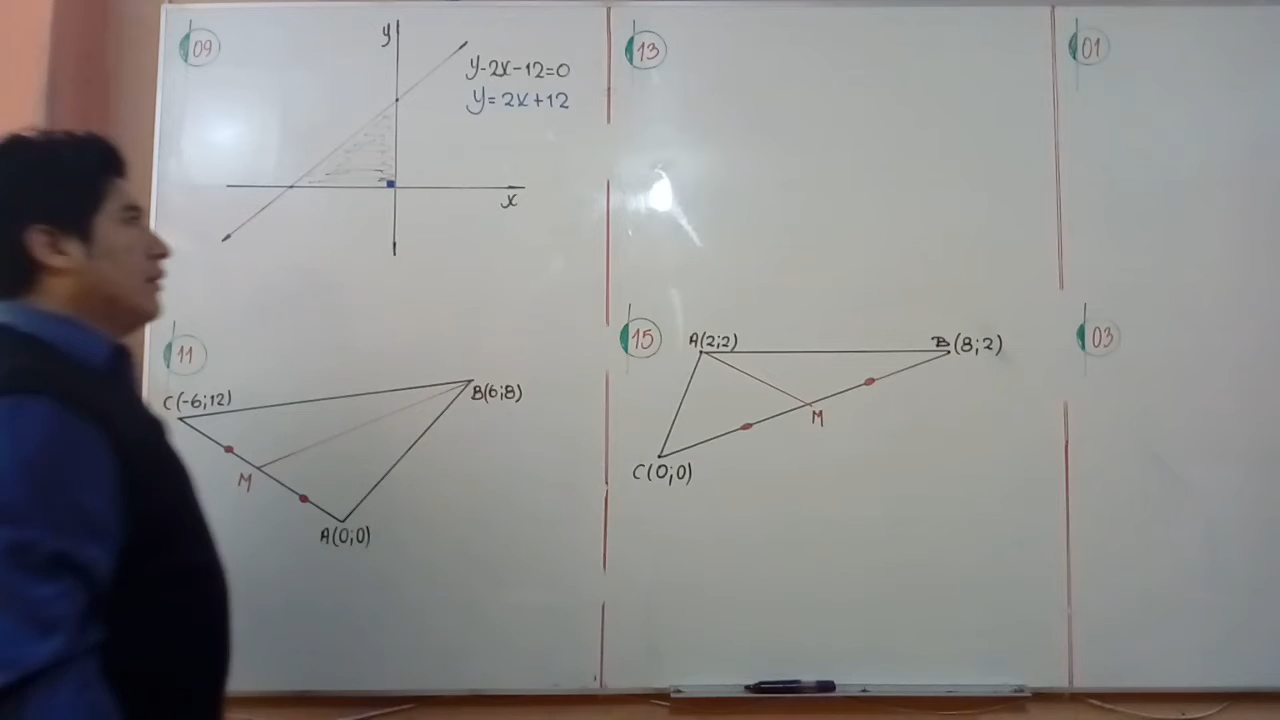 09
y
y-2x-12=0
y=2x+12
x
11
C(-6;12)
B(6;8)
M
A(0;0)
13
15
A(2;2)
B(8;2)
M
C(0;0)
01
03